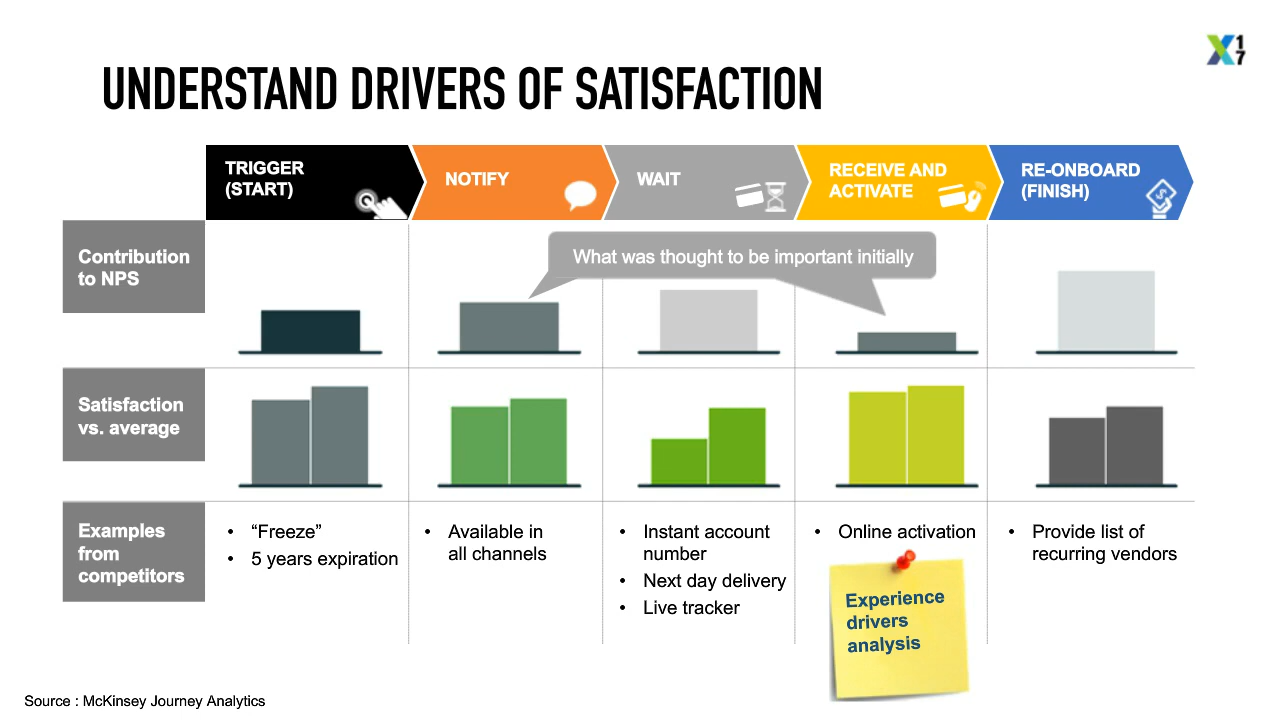 X17
UNDERSTAND DRIVERS OF SATISFACTION
TRIGGER
(START)
NOTIFY
WAIT
RECEIVE AND
ACTIVATE
RE-ONBOARD
(FINISH)
Contribution
to NPS
What was thought to be important initially
Satisfaction
vs. average
Examples
from
competitors
• “Freeze”
• 5 years expiration
• Available in
all channels
• Instant account
number
• Next day delivery
• Live tracker
• Online activation
• Provide list of
recurring vendors
Experience
drivers
analysis
Source : McKinsey Journey Analytics